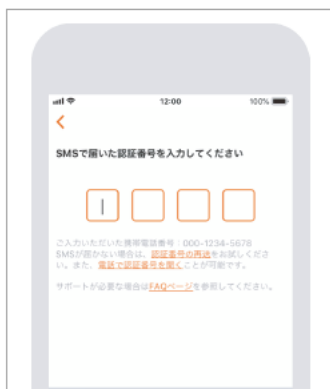 12:00
100%
SMSで届いた認証番号を入力してください
ご入力いただいた携帯電話番号：000-1234-5678
SMSが届かない場合は、認証番号の再送をお試しくださ
い。また、電話で認証番号を聞くことが可能です。
サポートが必要な場合はFAQページを参照してください。